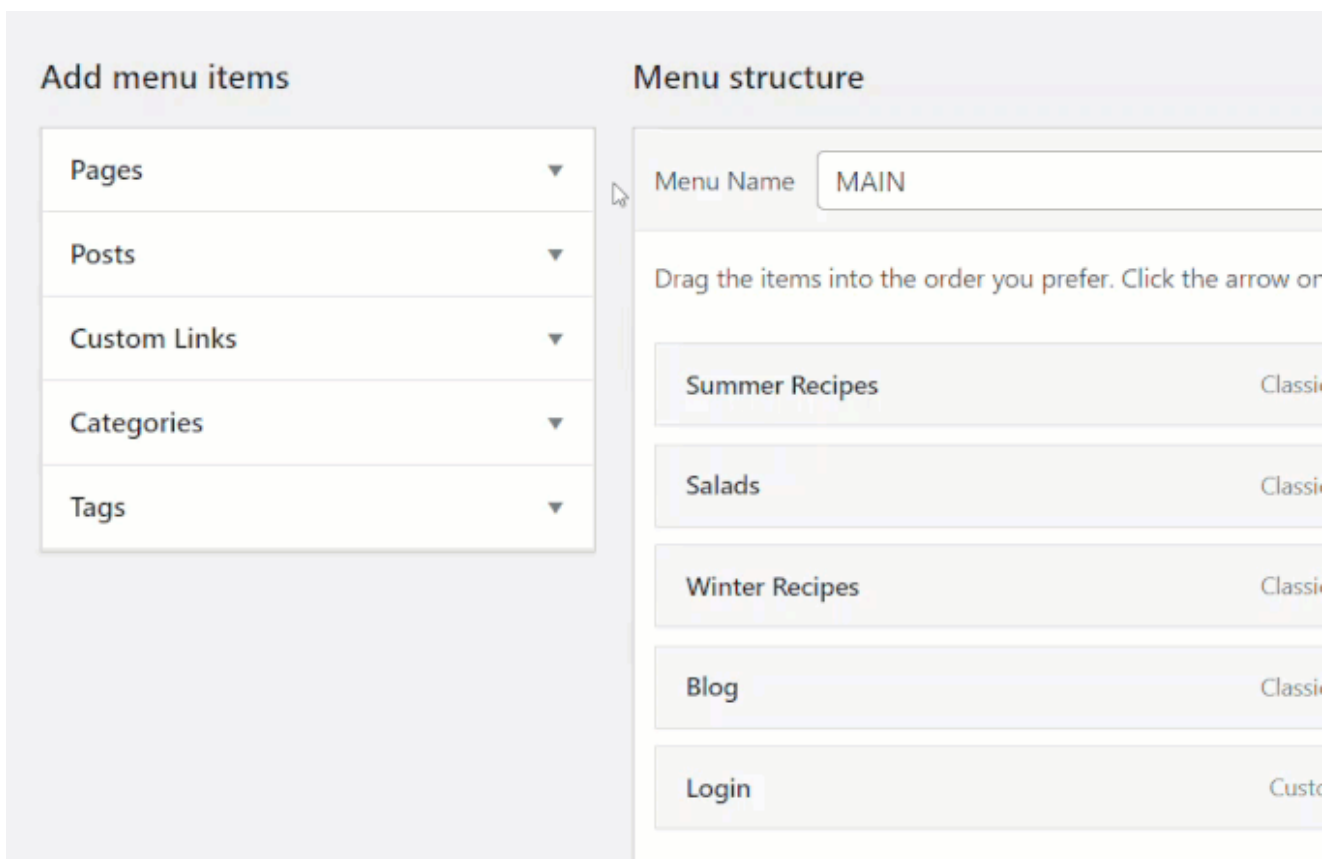 Add menu items
Pages
Posts
Custom Links
Categories
Tags
Menu structure
Menu Name MAIN
Drag the items into the order you prefer. Click the arrow on
Summer Recipes
Salads
Winter Recipes
Blog
Login